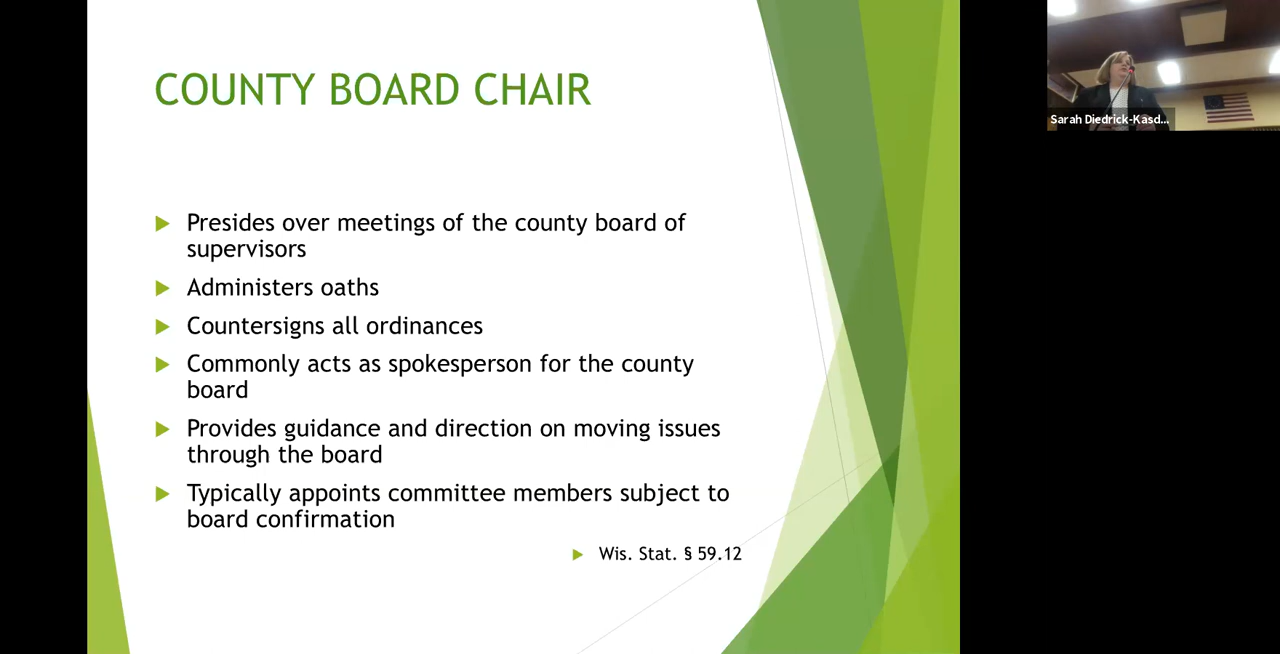 COUNTY BOARD CHAIR
Presides over meetings of the county board of
supervisors
Administers oaths
Countersigns all ordinances
Commonly acts as spokesperson for the county
board
Provides guidance and direction on moving issues
through the board
Typically appoints committee members subject to
board confirmation
Wis. Stat. § 59.12
Sarah Diedrick-Kasd...